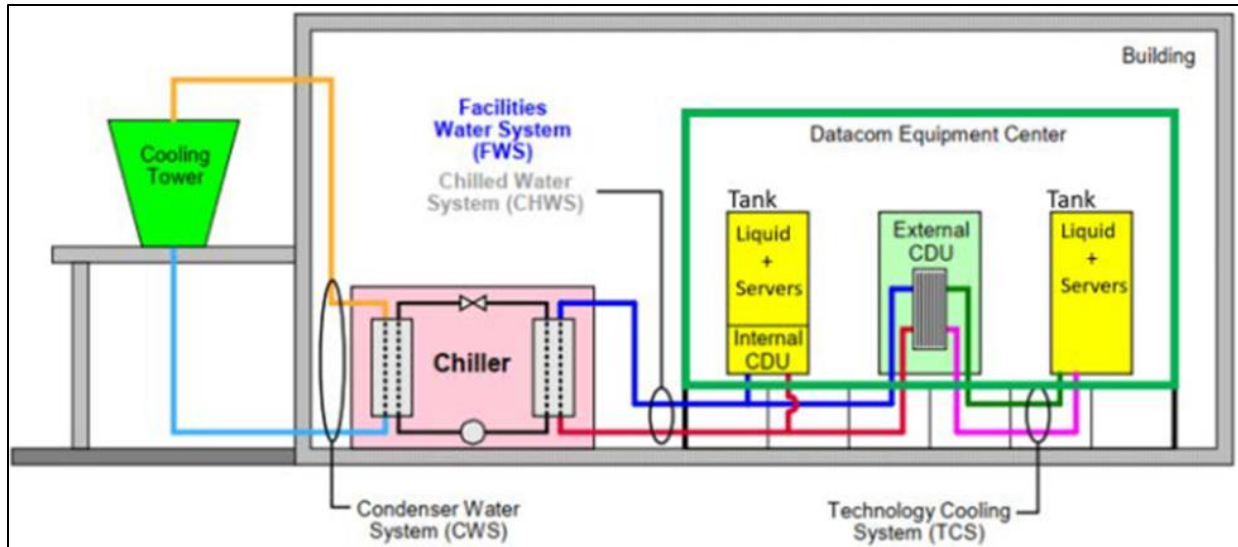 Building
Cooling
Tower
Facilities
Water System
(FWS)
Chilled Water
System (CHWS)
Datacom Equipment Center
Tank
Liquid
+
Servers
Internal
CDU
External
CDU
Tank
Liquid
+
Servers
Chiller
Condenser Water
System (CWS)
Technology Cooling
System (TCS)